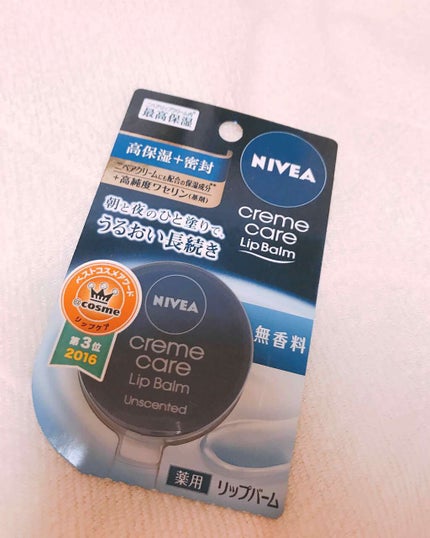 最高保湿
高保湿+密封
ニベアクリームにも配合の保湿成分
+高純度ワセリン(基剤)
朝と夜のひと塗りで、
うるおい長続き
NIVEA
creme
care
Lip Balm
無香料
ベストコスメアワード
@cosme
リップケア
第3位
2016
NIVEA
creme
care
Lip Balm
Unscented
薬用 リップバーム